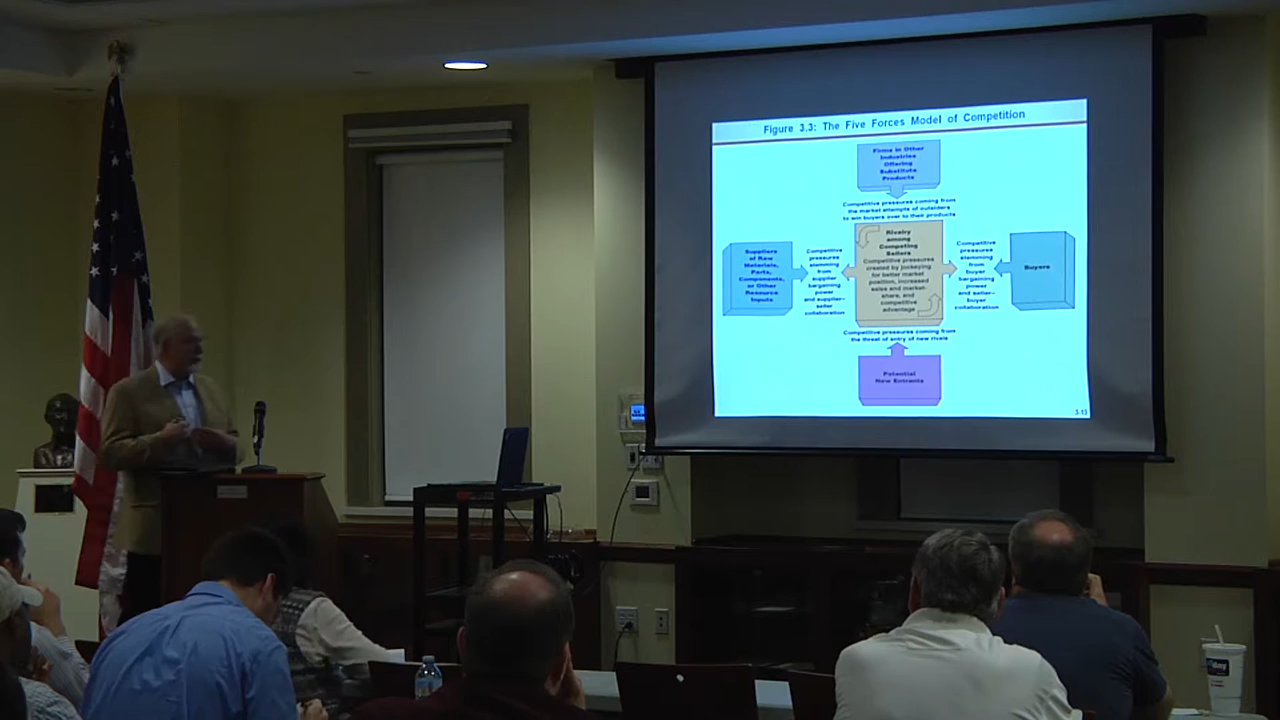 Figure 3.3: The Five Forces Model of Competition
Firms in Other
Industries
Offering
Substitute
Products
Competitive pressures coming from
the market attempts of outsiders
to win buyers over to their products
Suppliers
of Raw
Materials,
Parts,
Components,
or Other
Resource
Inputs
Competitive
pressures
stemming
from
supplier
bargaining
power
and supplier-
seller
collaboration
Rivalry
among
Competing
Sellers
Competitive pressures
created by jockeying
for better market
position, increased
sales and market-
share, and
competitive
advantage
Competitive
pressures
stemming
from
buyer
bargaining
power
and seller-
buyer
collaboration
Buyers
Competitive pressures coming from
the threat of entry of new rivals
Potential
New Entrants
3-13